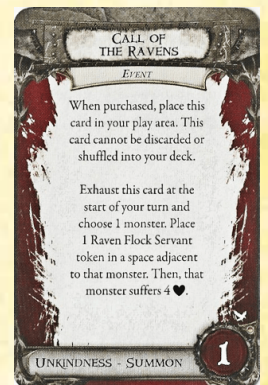 CALL OF
THE RAVENS
EVENT
When purchased, place this
card in your play area. This
card cannot be discarded or
shuffled into your deck.
Exhaust this card at the
start of your turn and
choose 1 monster. Place
1 Raven Flock Servant
token in a space adjacent
to that monster. Then, that
monster suffers 4 ♥.
UNKINDNESS - SUMMON
1